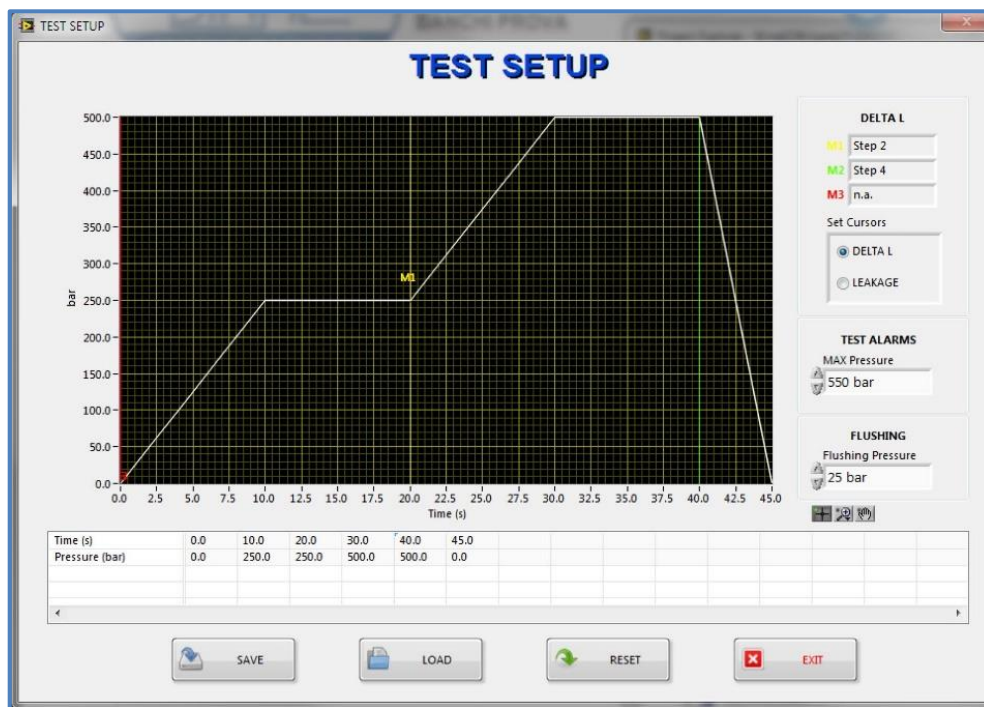 TEST SETUP
BANCHI PROVA
TEST SETUP
500.0
450.0
400.0
350.0
300.0
250.0
200.0
150.0
100.0
50.0
0.0
bar
M1
0.0 2.5 5.0 7.5 10.0 12.5 15.0 17.5 20.0 22.5 25.0 27.5 30.0 32.5 35.0 37.5 40.0 42.5 45.0
Time (s)
DELTA L
M1 Step 2
M2 Step 4
M3 n.a.
Set Cursors
DELTA L
LEAKAGE
TEST ALARMS
MAX Pressure
550 bar
FLUSHING
Flushing Pressure
25 bar
Time (s) 0.0 10.0 20.0 30.0 40.0 45.0
Pressure (bar) 0.0 250.0 250.0 500.0 500.0 0.0
SAVE LOAD RESET EXIT